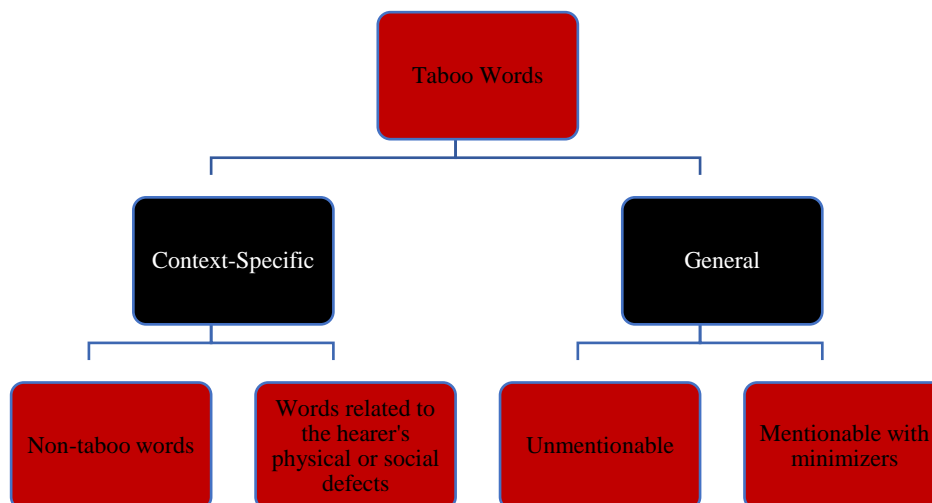 Taboo Words
Context-Specific
General
Non-taboo words
Words related to
the hearer's
physical or social
defects
Unmentionable
Mentionable with
minimizers